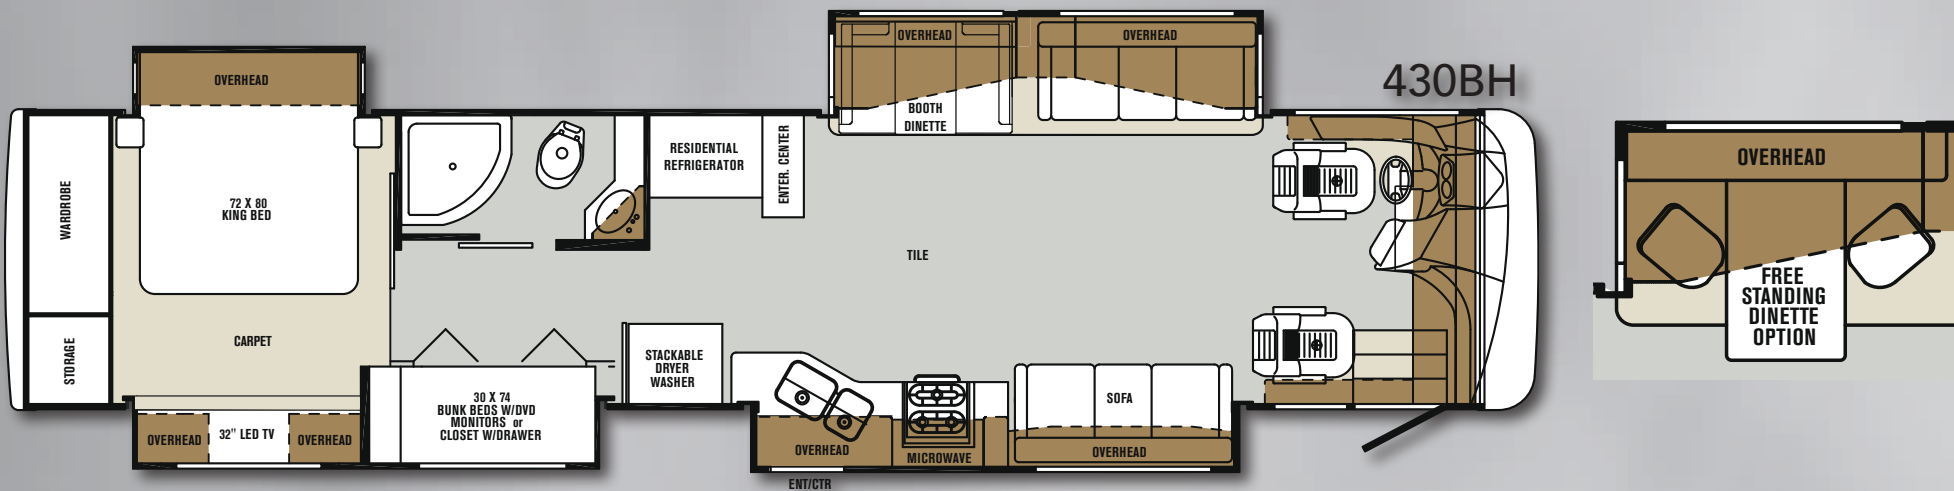 430BH
OVERHEAD
WARDROBE
STORAGE
72 X 80
KING BED
CARPET
OVERHEAD
32" LED TV
OVERHEAD
30 X 74
BUNK BEDS W/DVD
MONITORS or
CLOSET W/DRAWER
RESIDENTIAL
REFRIGERATOR
ENTER. CENTER
STACKABLE
DRYER
WASHER
OVERHEAD
BOOTH
DINETTE
OVERHEAD
TILE
OVERHEAD
ENT/CTR
MICROWAVE
SOFA
OVERHEAD
OVERHEAD
FREE
STANDING
DINETTE
OPTION